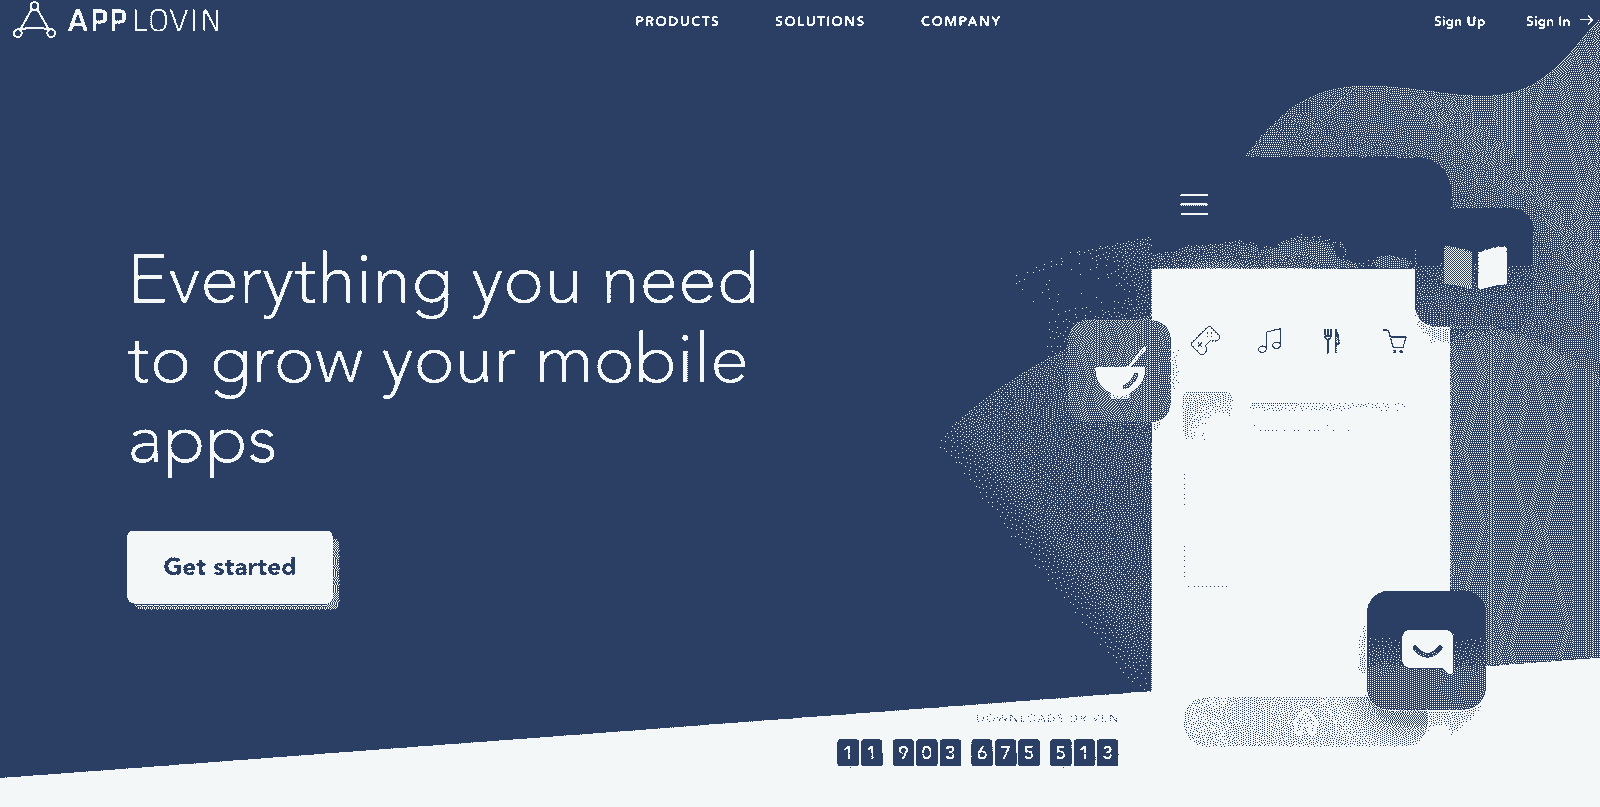 APPLOVIN
PRODUCTS SOLUTIONS COMPANY
Sign Up Sign In
Everything you need
to grow your mobile
apps
Get started
DOWNLOADS DRIVEN
11 903 675 513